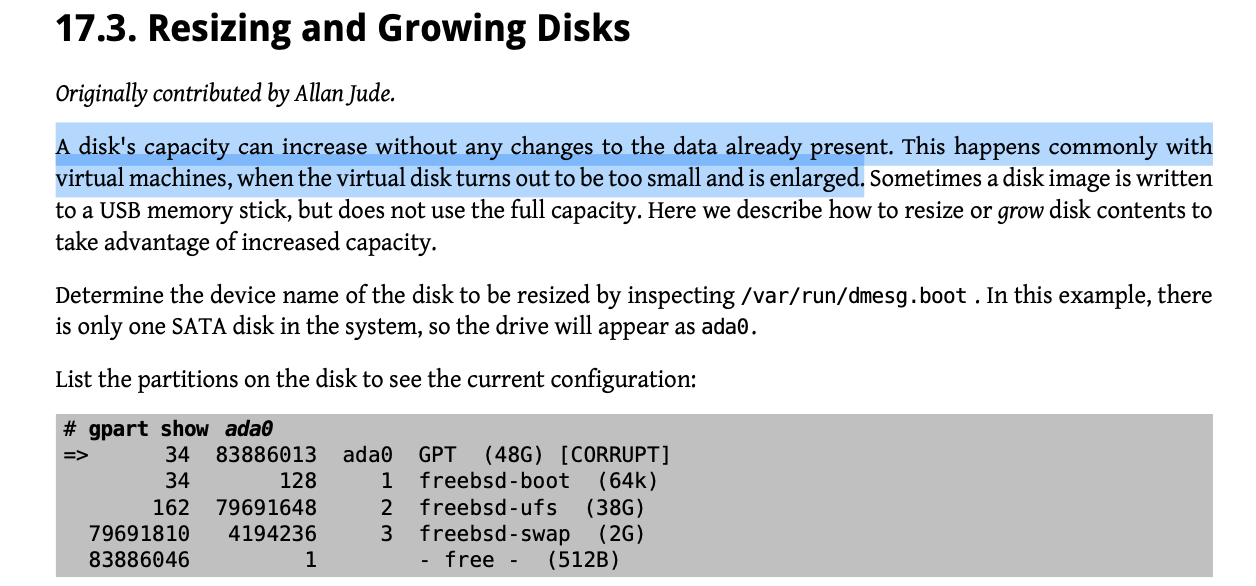 17.3. Resizing and Growing Disks
Originally contributed by Allan Jude.
A disk's capacity can increase without any changes to the data already present. This happens commonly with
virtual machines, when the virtual disk turns out to be too small and is enlarged. Sometimes a disk image is written
to a USB memory stick, but does not use the full capacity. Here we describe how to resize or grow disk contents to
take advantage of increased capacity.
Determine the device name of the disk to be resized by inspecting /var/run/dmesg.boot . In this example, there
is only one SATA disk in the system, so the drive will appear as ada0.
List the partitions on the disk to see the current configuration:
# gpart show ada0
=>      34  83886013  ada0  GPT  (48G) [CORRUPT]
        34       128     1  freebsd-boot  (64k)
       162  79691648     2  freebsd-ufs  (38G)
  79691810   4194236     3  freebsd-swap  (2G)
  83886046         1        - free -  (512B)